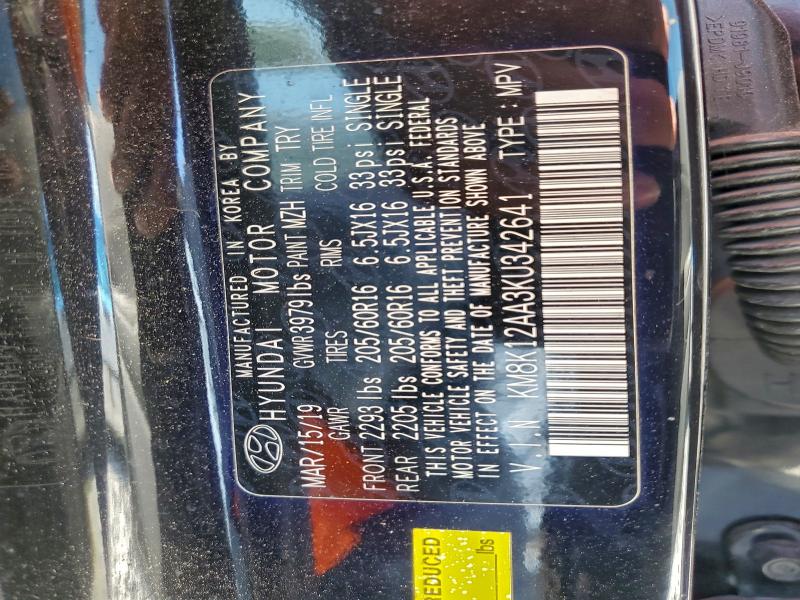 MANUFACTURED IN KOREA BY
HYUNDAI MOTOR COMPANY
MAR/15/19 GVWR3979lbs PAINT MZH TRIM TRY
GAWR TIRES RIMS COLD TIRE INFL
FRONT 2293 lbs 205/60R16 6.5JX16 33psi SINGLE
REAR 2205 lbs 205/60R16 6.5JX16 33psi SINGLE
THIS VEHICLE CONFORMS TO ALL APPLICABLE U.S.A. FEDERAL
MOTOR VEHICLE SAFETY AND THEFT PREVENTION STANDARDS
IN EFFECT ON THE DATE OF MANUFACTURE SHOWN ABOVE.
V.I.N KM8K12AA3KU342641 TYPE : MPV
REDUCED
lbs